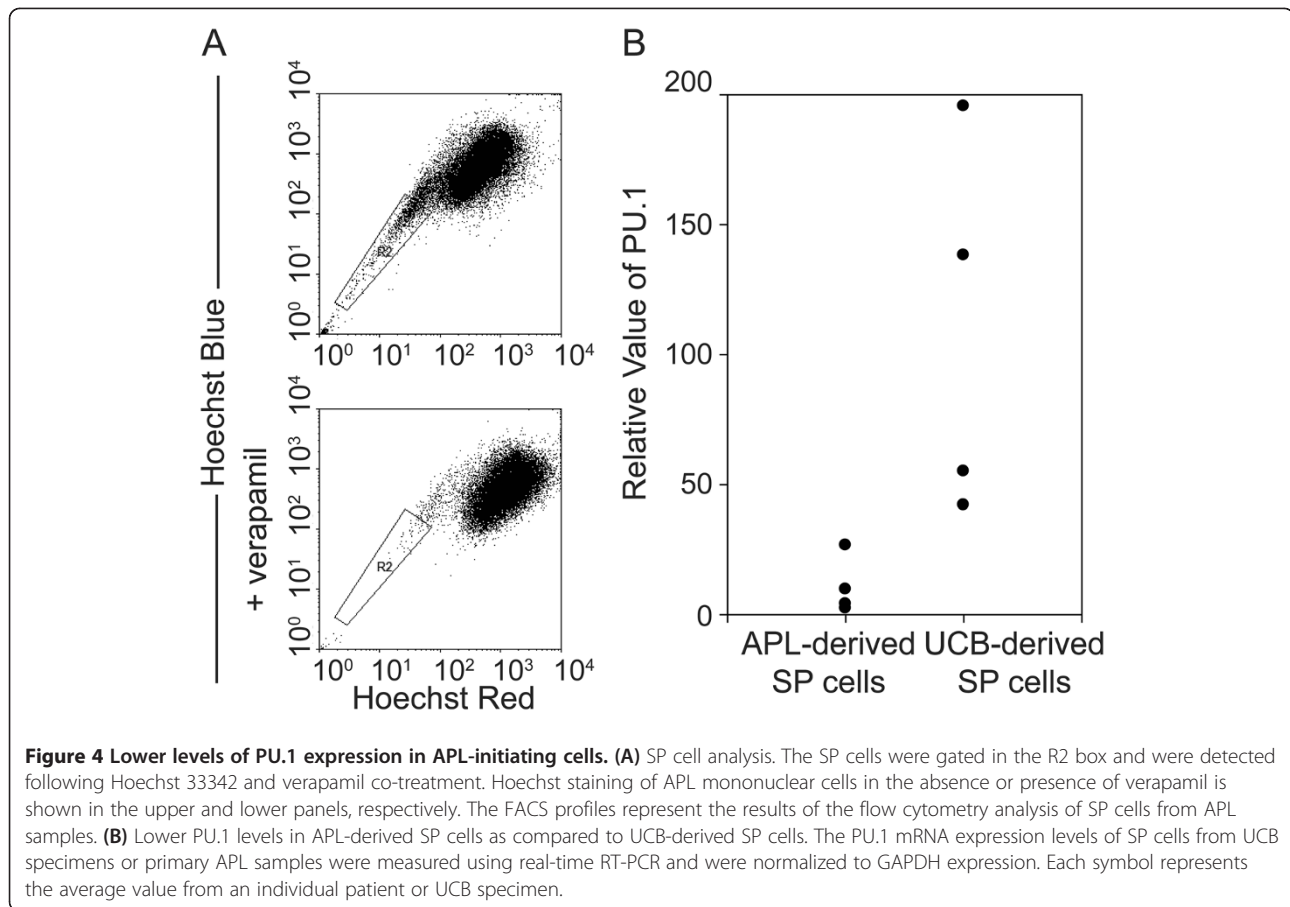 A
B
Hoechst Blue
+ verapamil
10⁴
10³
10²
10¹
10⁰
R2
10⁰ 10¹ 10² 10³ 10⁴
10⁴
10³
10²
10¹
10⁰
R2
10⁰ 10¹ 10² 10³ 10⁴
Hoechst Red
Relative Value of PU.1
200
150
100
50
0
APL-derived SP cells
UCB-derived SP cells
Figure 4 Lower levels of PU.1 expression in APL-initiating cells. (A) SP cell analysis. The SP cells were gated in the R2 box and were detected
following Hoechst 33342 and verapamil co-treatment. Hoechst staining of APL mononuclear cells in the absence or presence of verapamil is
shown in the upper and lower panels, respectively. The FACS profiles represent the results of the flow cytometry analysis of SP cells from APL
samples. (B) Lower PU.1 levels in APL-derived SP cells as compared to UCB-derived SP cells. The PU.1 mRNA expression levels of SP cells from UCB
specimens or primary APL samples were measured using real-time RT-PCR and were normalized to GAPDH expression. Each symbol represents
the average value from an individual patient or UCB specimen.